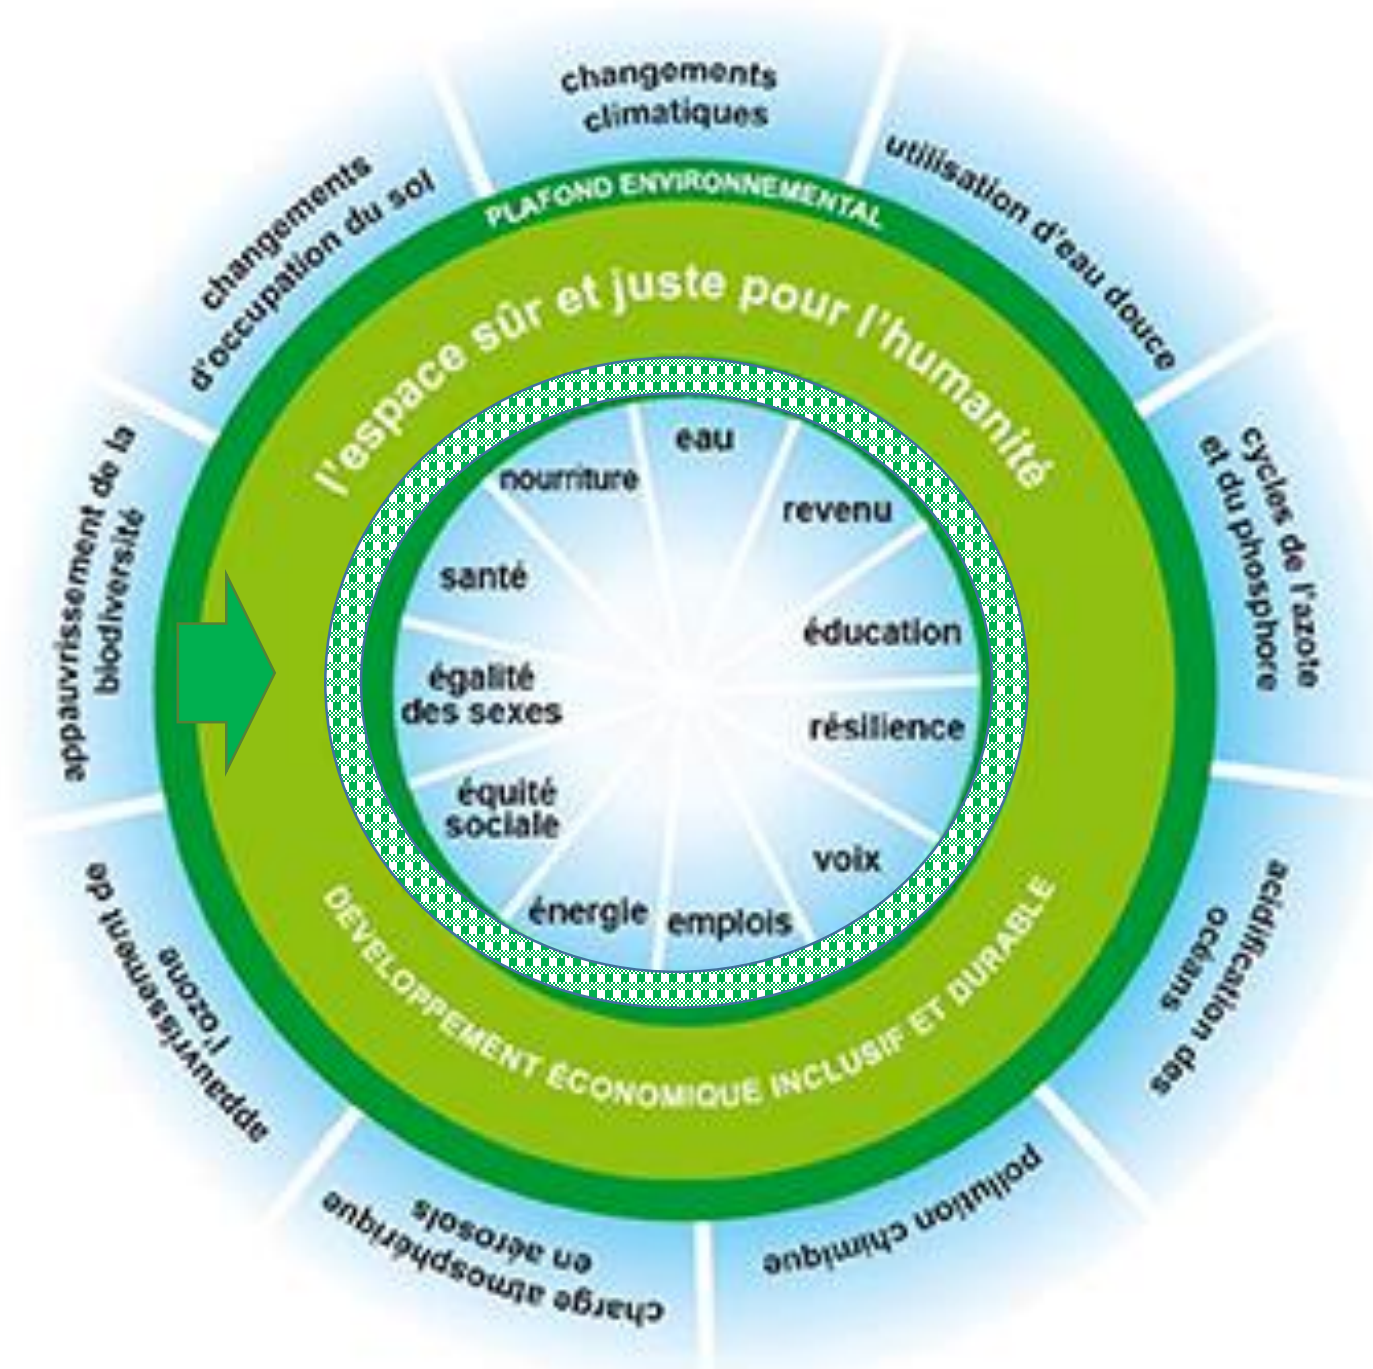 changements
climatiques
utilisation d'eau douce
cycles de l'azote
et du phosphore
acidification des
océans
pollution chimique
charge atmosphérique
en aérosols
appauvrissement de
l'ozone
appauvrissement de la
biodiversité
changements
d'occupation du sol
PLAFOND ENVIRONNEMENTAL
l'espace sûr et juste pour l'humanité
eau
revenu
éducation
résilience
voix
emplois
énergie
équité
sociale
égalité
des sexes
santé
nourriture
DEVELOPPEMENT ÉCONOMIQUE INCLUSIF ET DURABLE